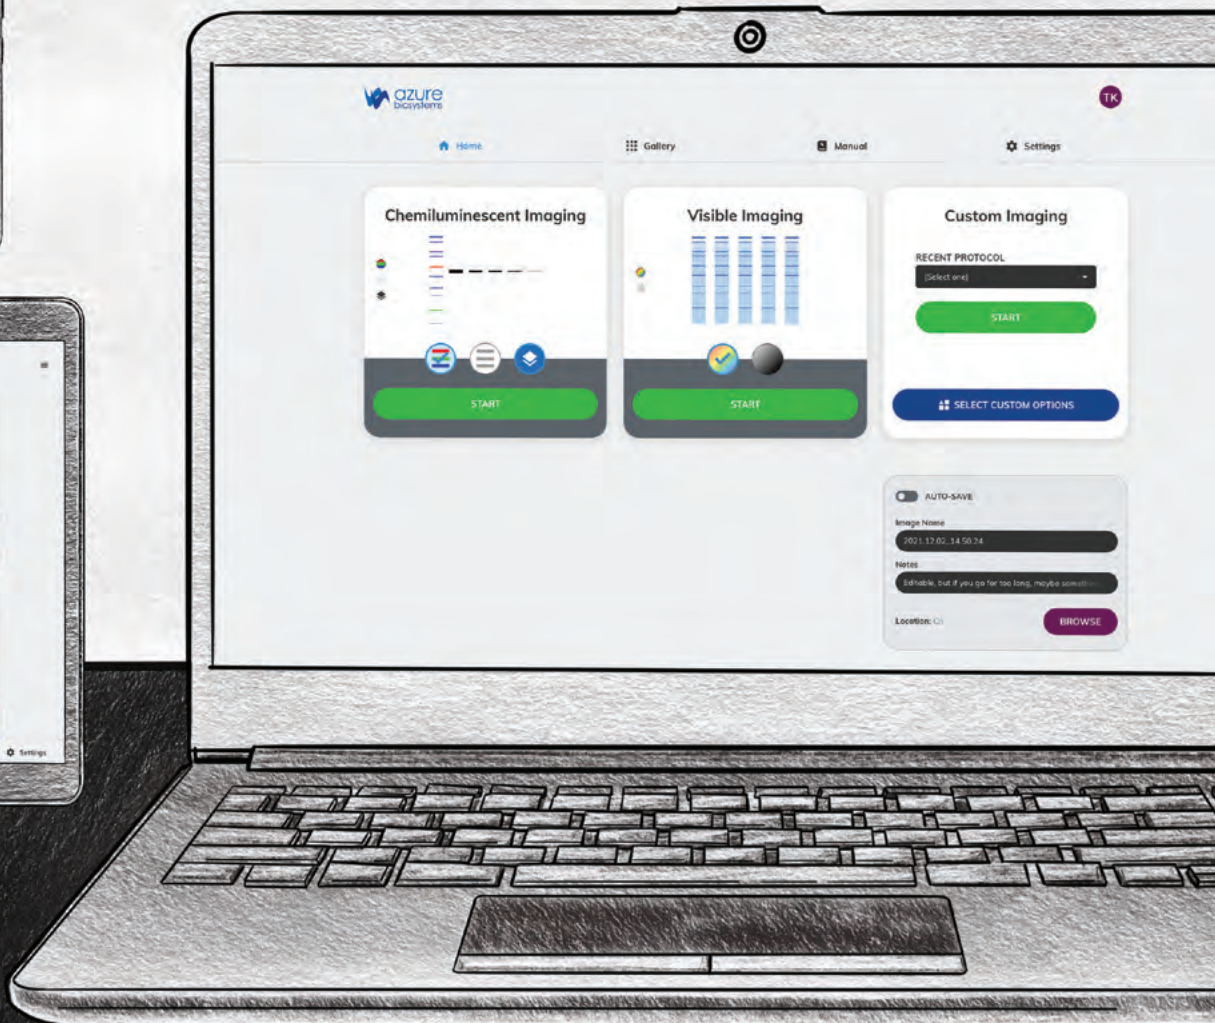 azure
biosystems
TK
Home
Gallery
Manual
Settings
Chemiluminescent Imaging
START
Visible Imaging
START
Custom Imaging
RECENT PROTOCOL
[Select one]
START
SELECT CUSTOM OPTIONS
AUTO-SAVE
Image Name
2021.12.02_14.50.24
Notes
Editable, but if you go for too long, maybe
Location:
BROWSE
Settings